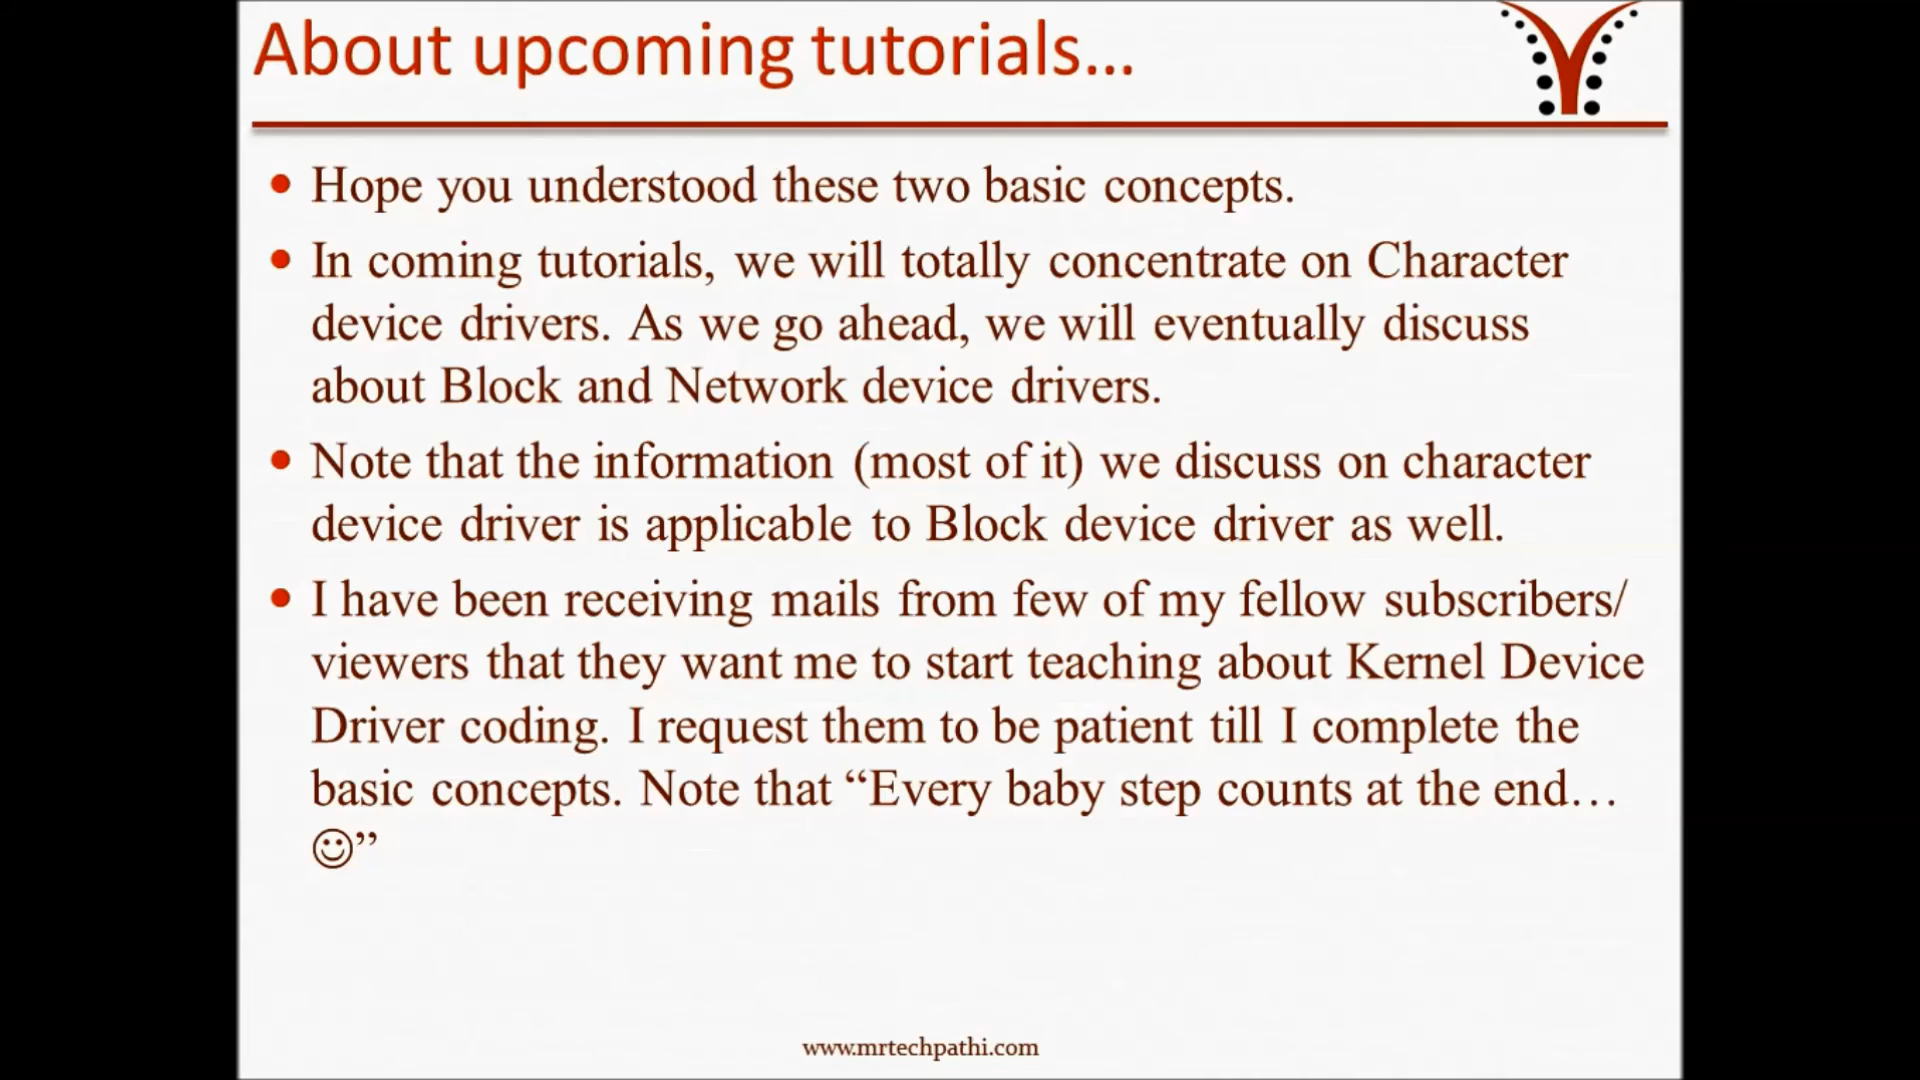 About upcoming tutorials...
• Hope you understood these two basic concepts.
• In coming tutorials, we will totally concentrate on Character
device drivers. As we go ahead, we will eventually discuss
about Block and Network device drivers.
• Note that the information (most of it) we discuss on character
device driver is applicable to Block device driver as well.
• I have been receiving mails from few of my fellow subscribers/
viewers that they want me to start teaching about Kernel Device
Driver coding. I request them to be patient till I complete the
basic concepts. Note that “Every baby step counts at the end…
☺”
www.mrtechpathi.com